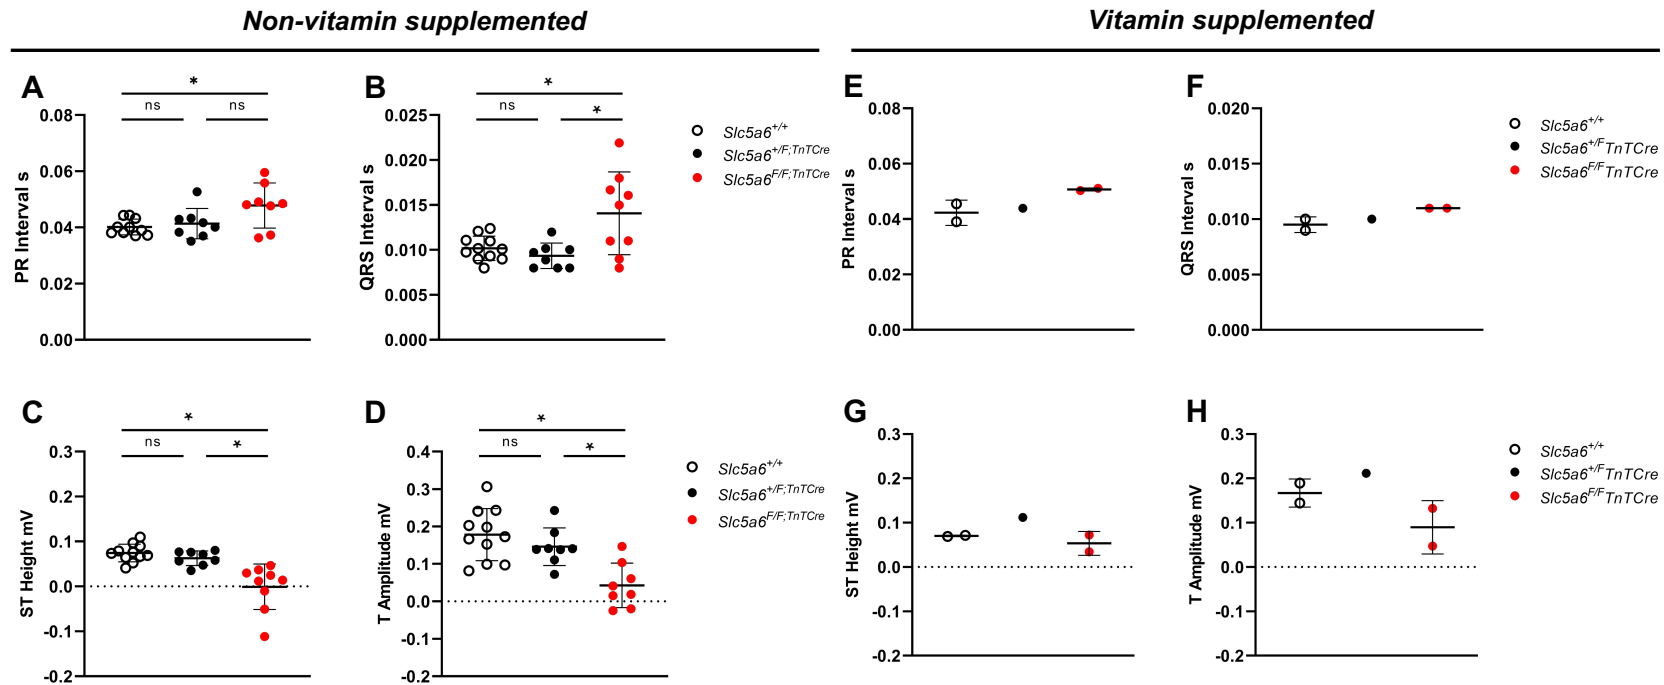 Non-vitamin supplemented
Vitamin supplemented
A
*
ns
ns
PR Interval s
0.08
0.06
0.04
0.02
0.00
B
*
ns
*
QRS Interval s
0.025
0.020
0.015
0.010
0.005
0.000
Slc5a6+/+
Slc5a6+/F;TnTCre
Slc5a6F/F;TnTCre
E
PR Interval s
0.08
0.06
0.04
0.02
0.00
F
QRS Interval s
0.020
0.015
0.010
0.005
0.000
Slc5a6+/+
Slc5a6+/FTnTCre
Slc5a6F/FTnTCre
C
*
ns
*
ST Height mV
0.3
0.2
0.1
0.0
-0.1
-0.2
D
*
ns
*
T Amplitude mV
0.4
0.3
0.2
0.1
0.0
-0.1
-0.2
Slc5a6+/+
Slc5a6+/F;TnTCre
Slc5a6F/F;TnTCre
G
ST Height mV
0.3
0.2
0.1
0.0
-0.1
-0.2
H
T Amplitude mV
0.3
0.2
0.1
0.0
-0.1
-0.2
Slc5a6+/+
Slc5a6+/FTnTCre
Slc5a6F/FTnTCre